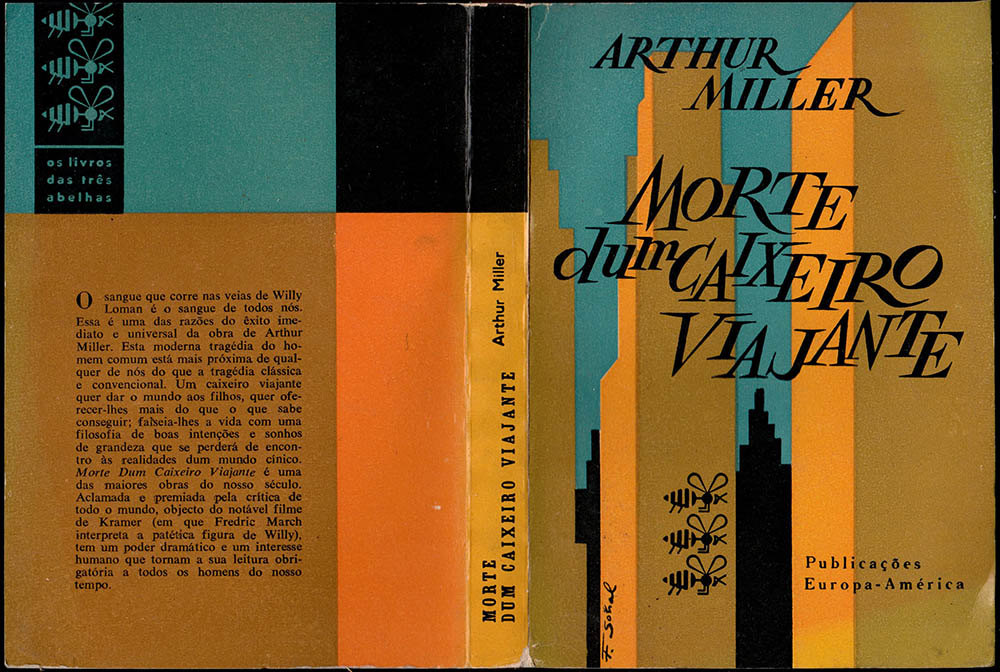 os livros
das três
abelhas
O sangue que corre nas veias de Willy
Loman é o sangue de todos nós.
Essa é uma das razões do êxito ime-
diato e universal da obra de Arthur
Miller. Esta moderna tragédia do ho-
mem comum está mais próxima de qual-
quer de nós do que a tragédia clássica
e convencional. Um caixeiro viajante
quer dar o mundo aos filhos, quer ofe-
recer-lhes mais do que o que sabe
conseguir; falseia-lhes a vida com uma
filosofia de boas intenções e sonhos
de grandeza que se perderá de encon-
tro às realidades dum mundo cínico.
Morte Dum Caixeiro Viajante é uma
das maiores obras do nosso século.
Aclamada e premiada pela crítica de
todo o mundo, objecto do notável filme
de Kramer (em que Fredric March
interpreta a patética figura de Willy),
tem um poder dramático e um interesse
humano que tornam a sua leitura obri-
gatória a todos os homens do nosso
tempo.
Arthur Miller
MORTE
DUM CAIXEIRO VIAJANTE
ARTHUR
MILLER
MORTE
dum CAIXEIRO
VIAJANTE
Publicações
Europa-América
F. Sokal